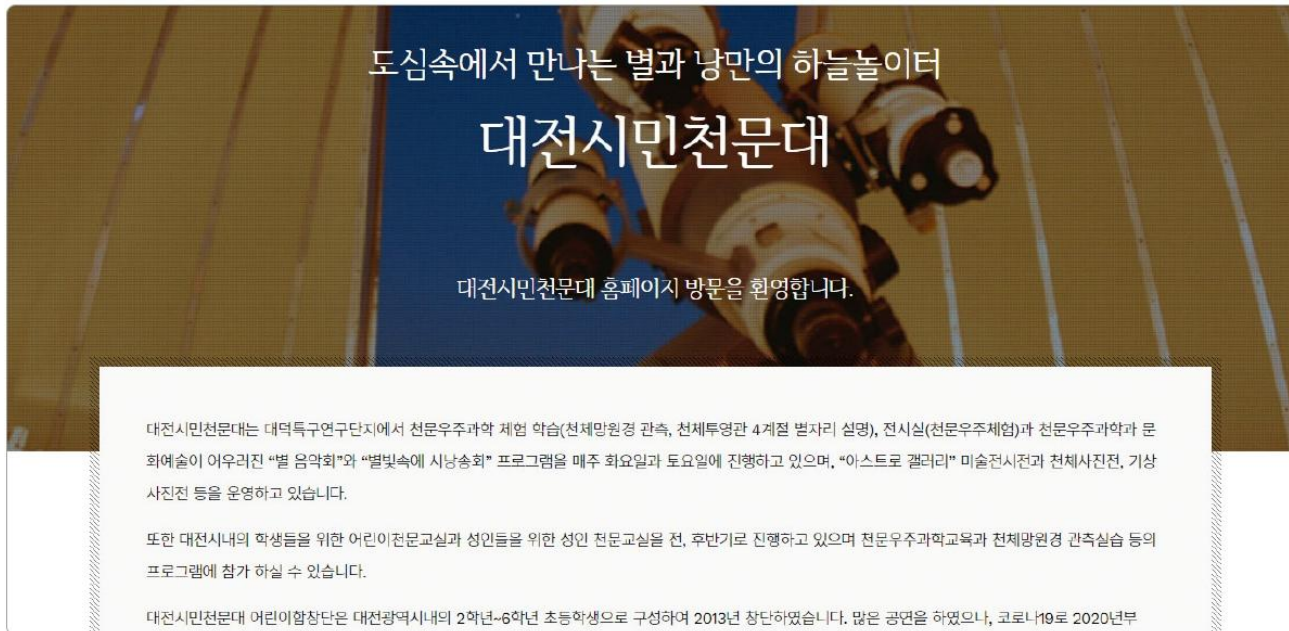 도심속에서 만나는 별과 낭만의 하늘놀이터
대전시민천문대
대전시민천문대 홈페이지 방문을 환영합니다.
대전시민천문대는 대덕특구연구단지에서 천문우주과학 체험 학습(천체망원경 관측, 천체투영관 4계절 별자리 설명), 전시실(천문우주체험)과 천문우주과학과 문
화예술이 어우러진 “별 음악회”와 “별빛속에 시낭송회” 프로그램을 매주 화요일과 토요일에 진행하고 있으며, “아스트로 갤러리” 미술전시전과 천체사진전, 기상
사진전 등을 운영하고 있습니다.
또한 대전시내의 학생들을 위한 어린이천문교실과 성인들을 위한 성인 천문교실을 전, 후반기로 진행하고 있으며 천문우주과학교육과 천체망원경 관측실습 등의
프로그램에 참가 하실 수 있습니다.
대전시민천문대 어린이합창단은 대전광역시내의 2학년~6학년 초등학생으로 구성하여 2013년 창단하였습니다. 많은 공연을 하였으나, 코로나19로 2020년부